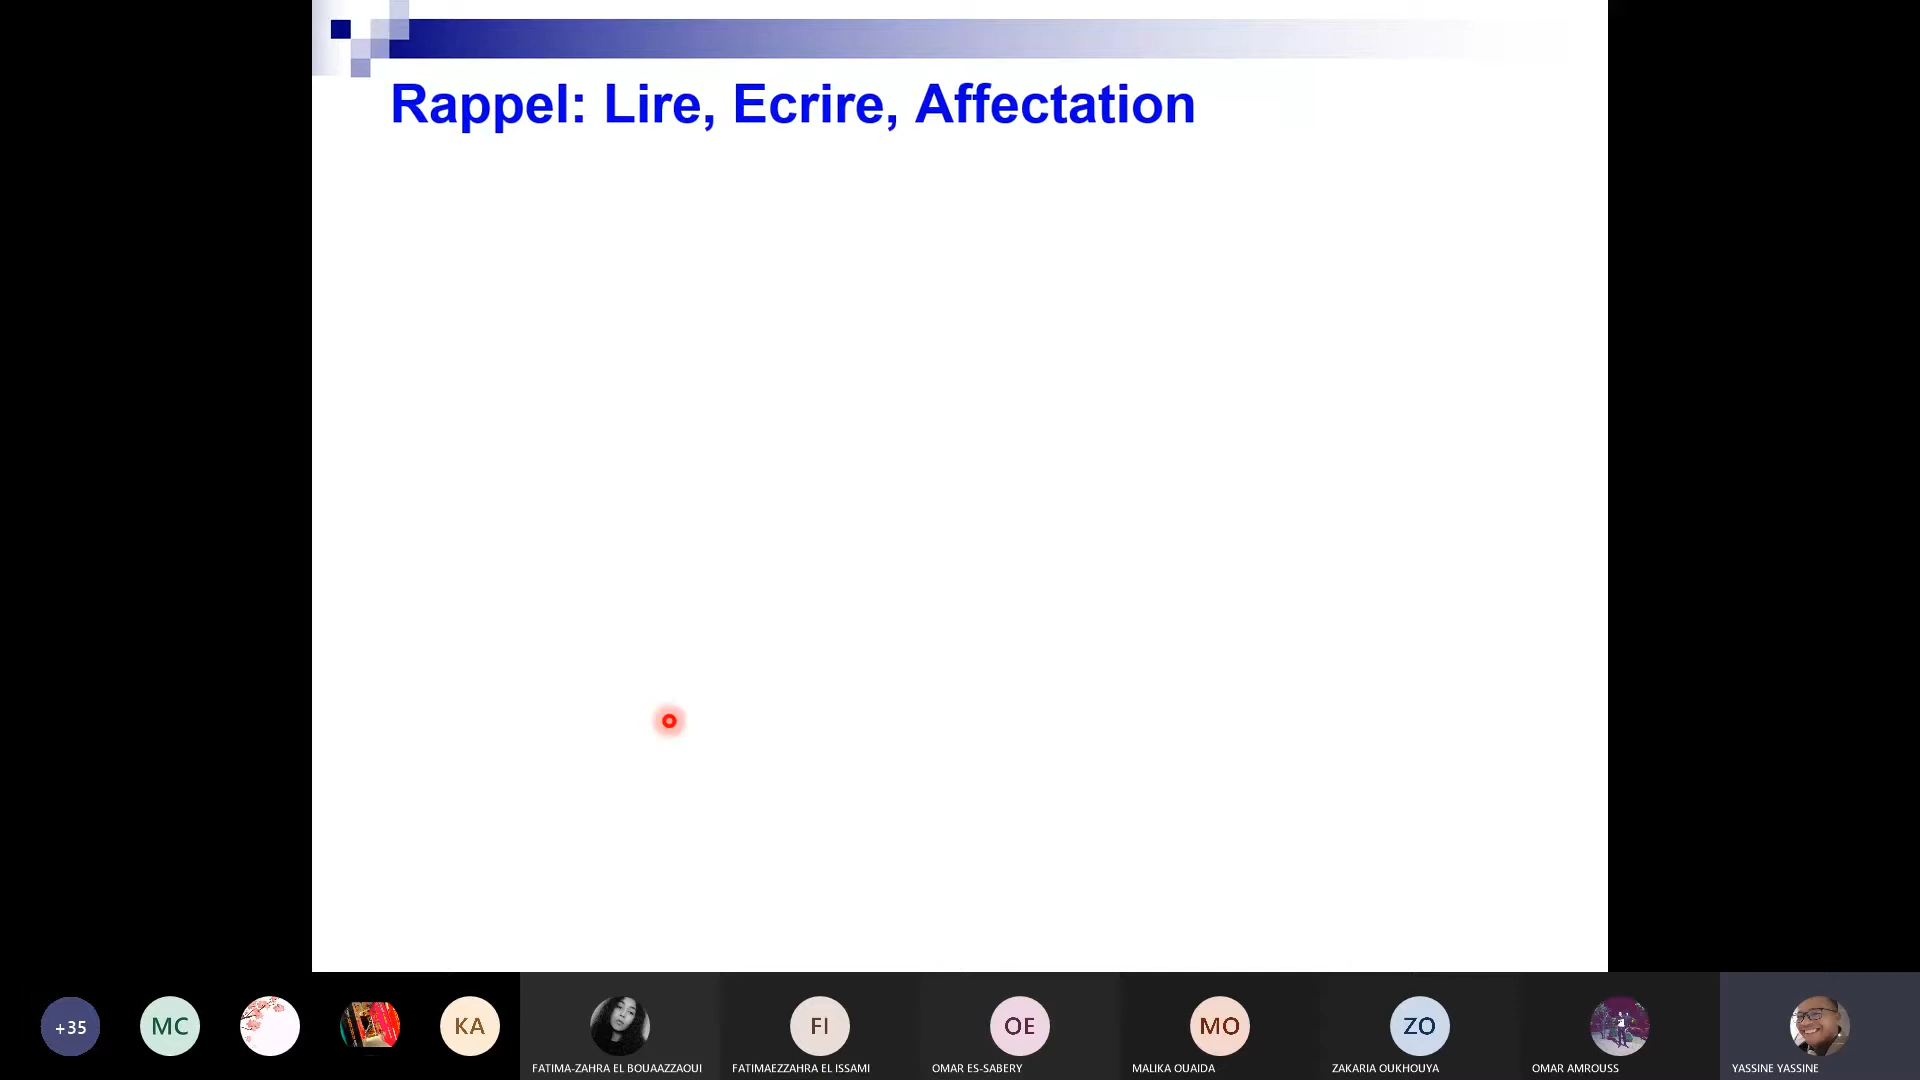 Rappel: Lire, Ecrire, Affectation
+35
MC
KA
FI
OE
MO
ZO
FATIMA-ZAHRA EL BOUAAZZAOUI
FATIMAEZZAHRA EL ISSAMI
OMAR ES-SABERY
MALIKA OUAIDA
ZAKARIA OUKHOUYA
OMAR AMROUSS
YASSINE YASSINE